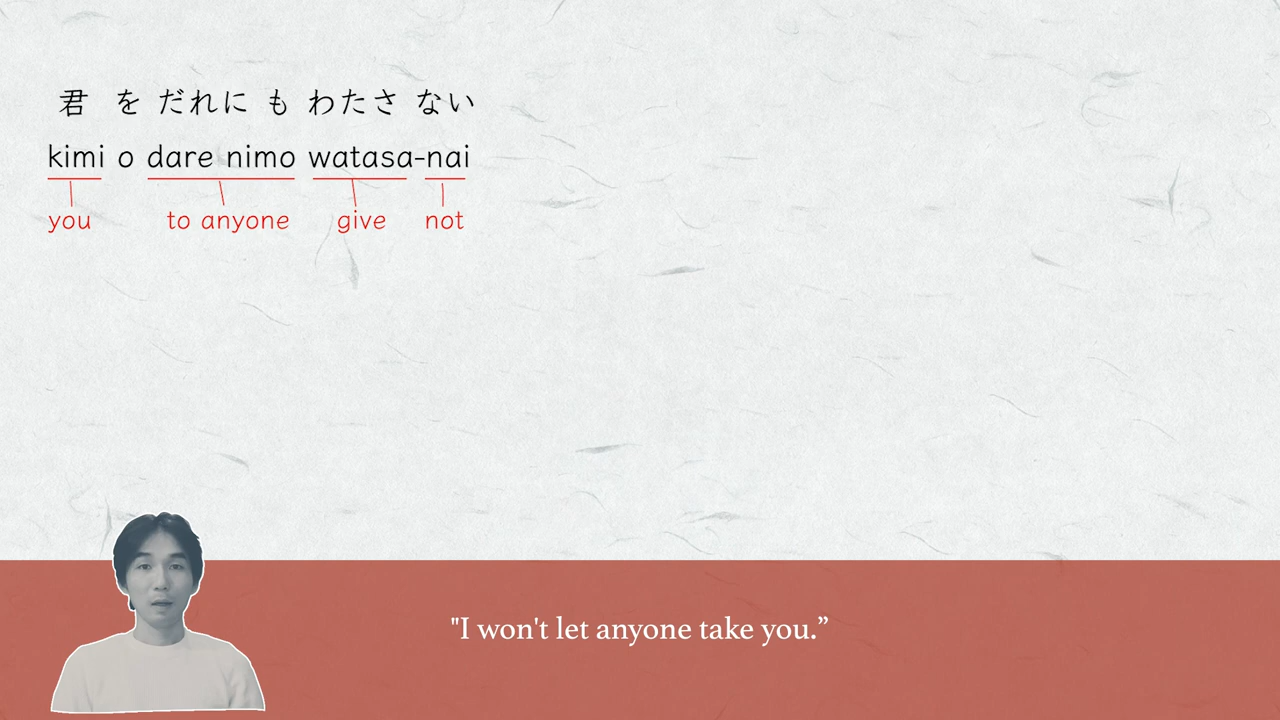 君 を だれに も わたさ ない
kimi o dare nimo watasa-nai
you to anyone give not
"I won't let anyone take you.”